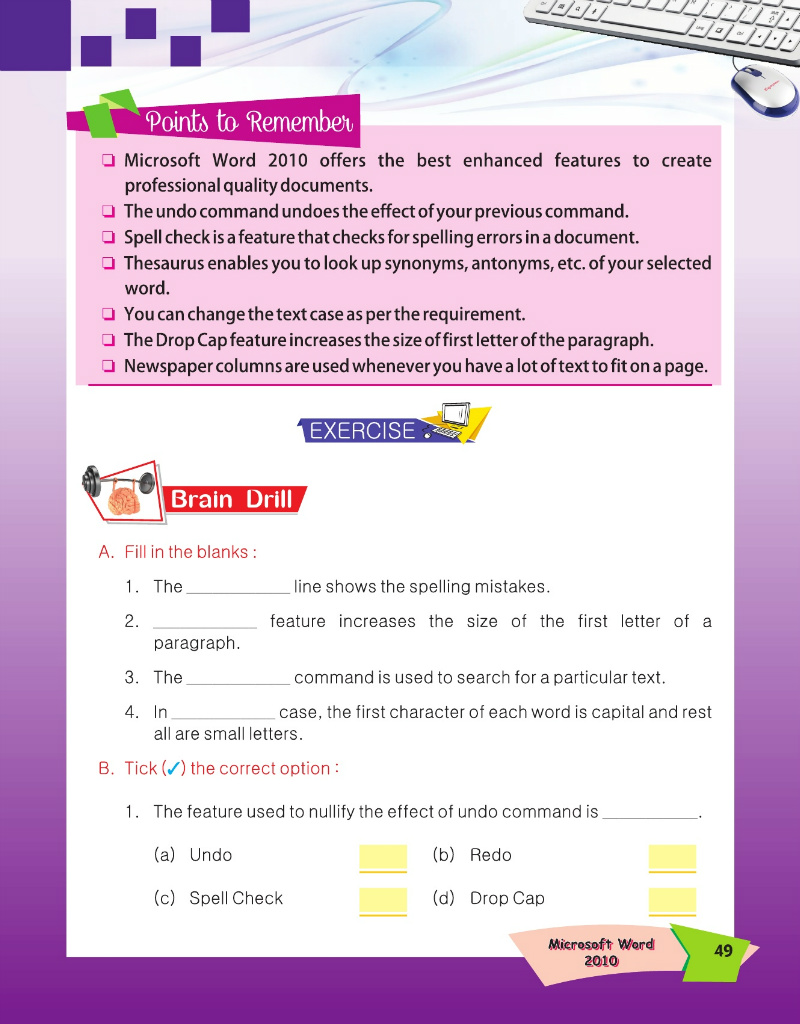 Points to Remember
❑ Microsoft Word 2010 offers the best enhanced features to create
professional quality documents.
❑ The undo command undoes the effect of your previous command.
❑ Spell check is a feature that checks for spelling errors in a document.
❑ Thesaurus enables you to look up synonyms, antonyms, etc. of your selected
word.
❑ You can change the text case as per the requirement.
❑ The Drop Cap feature increases the size of first letter of the paragraph.
❑ Newspaper columns are used whenever you have a lot of text to fit on a page.
EXERCISE
Brain Drill
A. Fill in the blanks :
1. The __________ line shows the spelling mistakes.
2. __________ feature increases the size of the first letter of a
paragraph.
3. The __________ command is used to search for a particular text.
4. In __________ case, the first character of each word is capital and rest
all are small letters.
B. Tick (✓) the correct option :
1. The feature used to nullify the effect of undo command is __________.
(a) Undo (b) Redo
(c) Spell Check (d) Drop Cap
Microsoft Word
2010
49